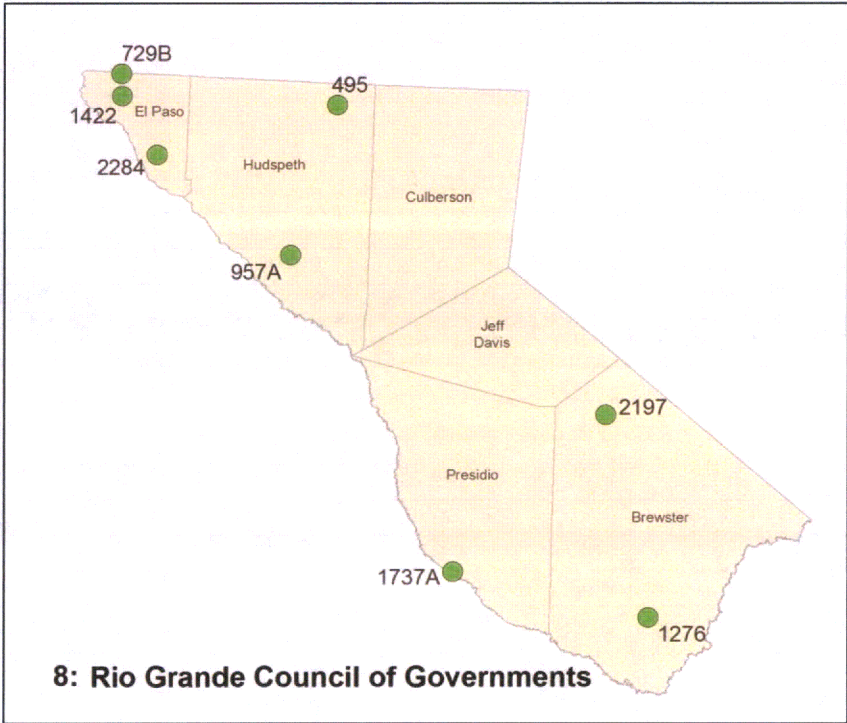 729B
495
1422
El Paso
2284
Hudspeth
Culberson
957A
Jeff
Davis
2197
Presidio
Brewster
1737A
1276
8: Rio Grande Council of Governments